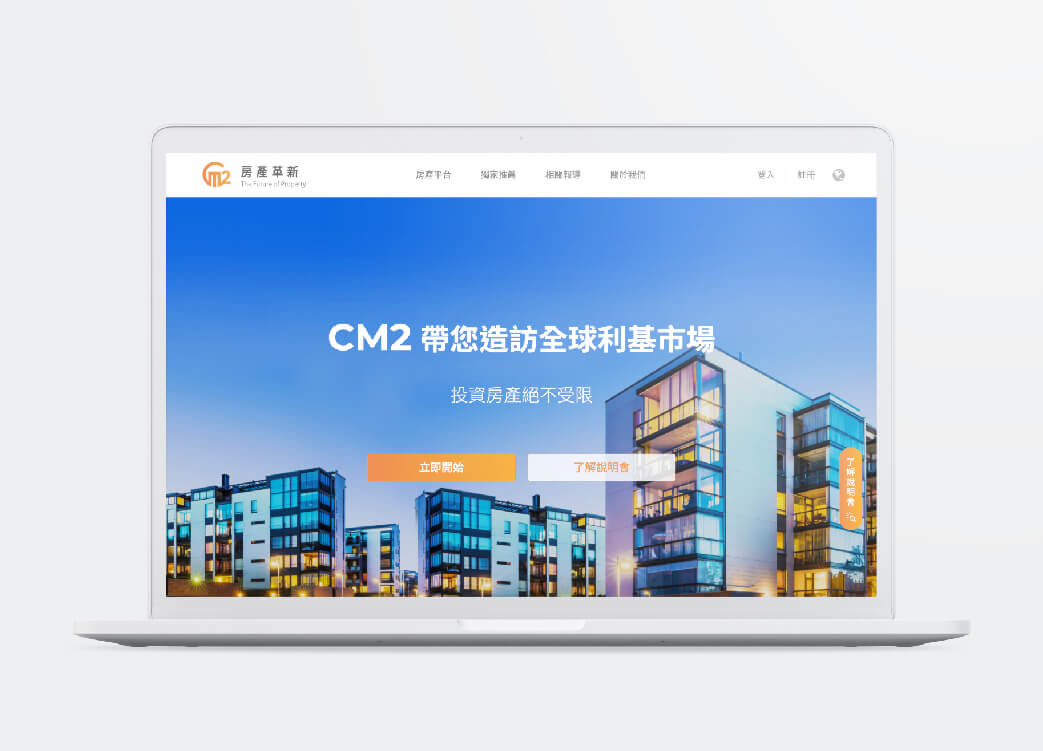 CM2
房產革新
The Future of Property
房產平台 獨家推薦 相關報導 關於我們 登入 註冊
CM2 帶您造訪全球利基市場
投資房產絕不受限
立即開始 了解說明會
了解說明會